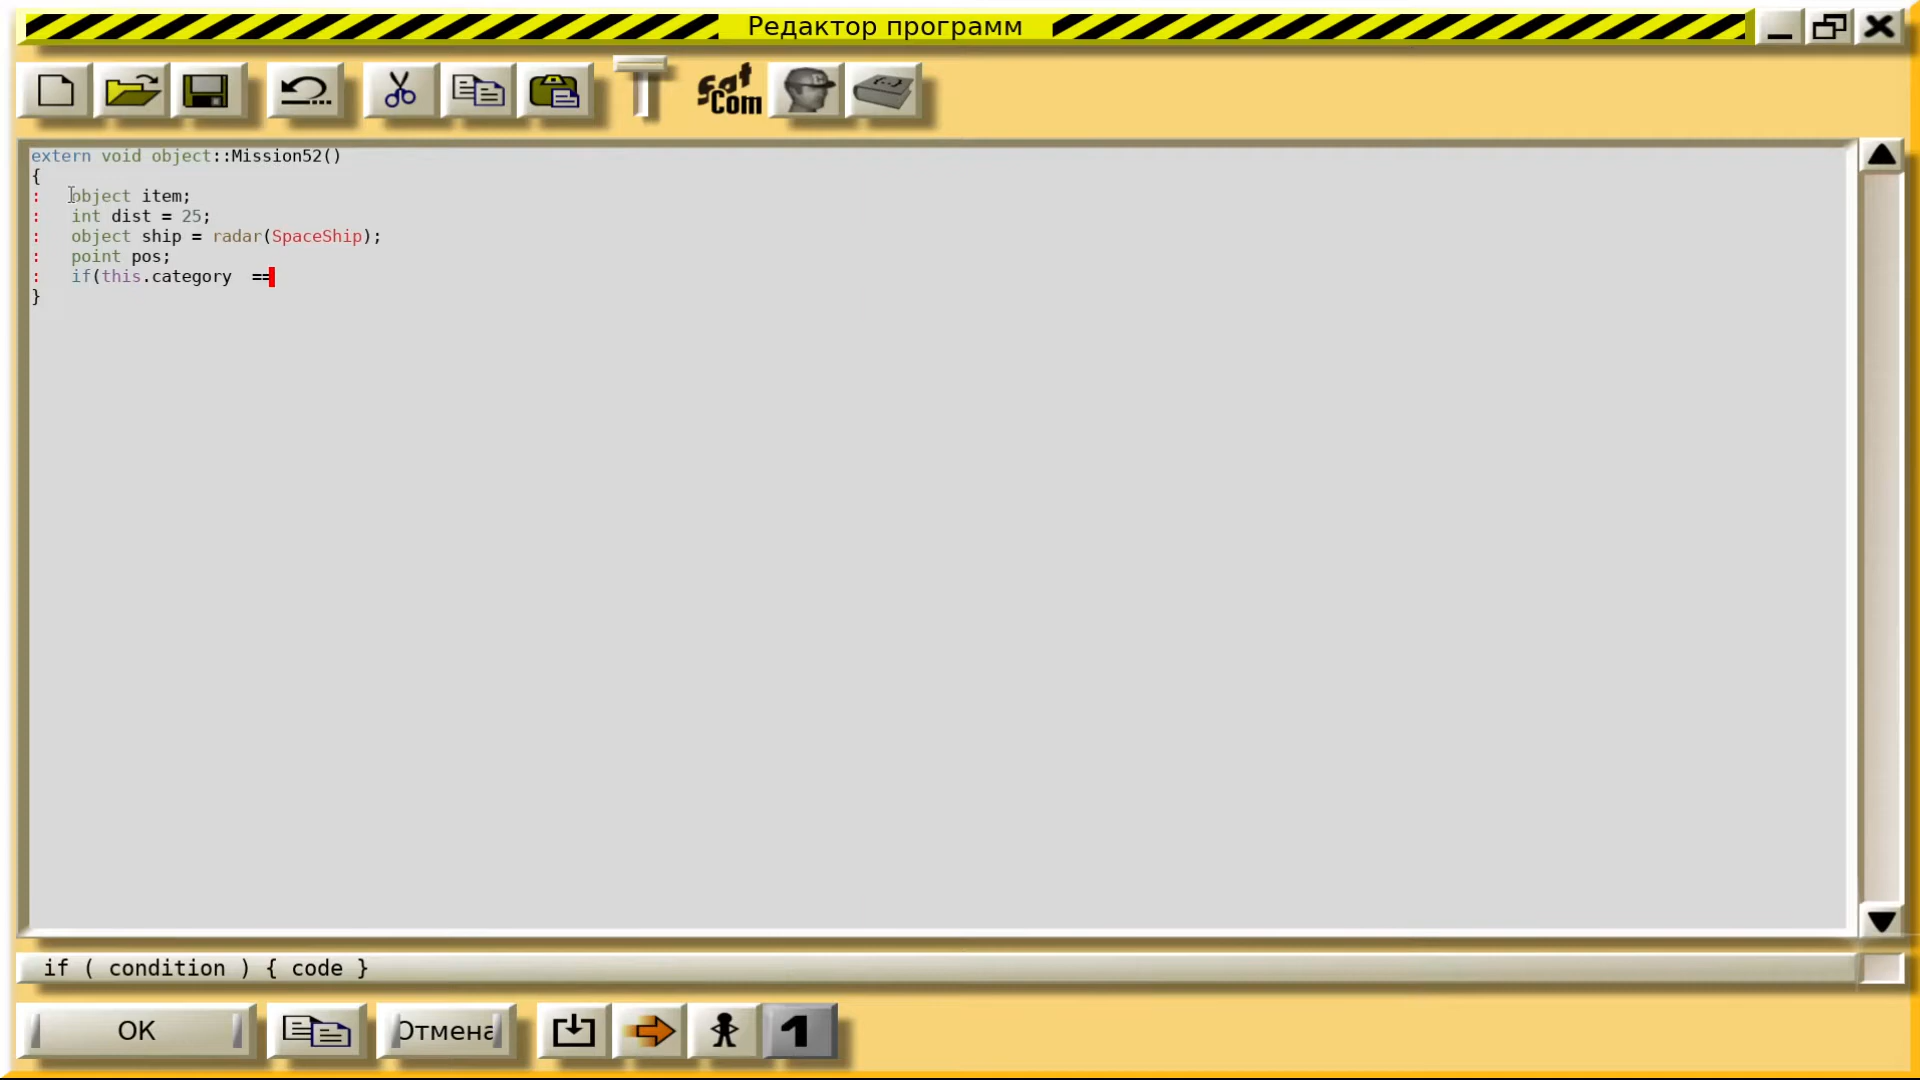 Редактор программ
Sat
Com
extern void object::Mission52()
{
:   object item;
:   int dist = 25;
:   object ship = radar(SpaceShip);
:   point pos;
:   if(this.category  ==
}
if ( condition ) { code }
OK
Отмена
1